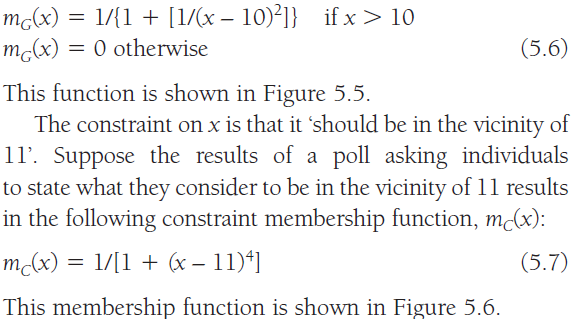 m_G(x) = 1/{1 + [1/(x – 10)²]} if x > 10
m_G(x) = 0 otherwise (5.6)
This function is shown in Figure 5.5.
The constraint on x is that it ‘should be in the vicinity of
11’. Suppose the results of a poll asking individuals
to state what they consider to be in the vicinity of 11 results
in the following constraint membership function, m_C(x):
m_C(x) = 1/[1 + (x – 11)⁴] (5.7)
This membership function is shown in Figure 5.6.